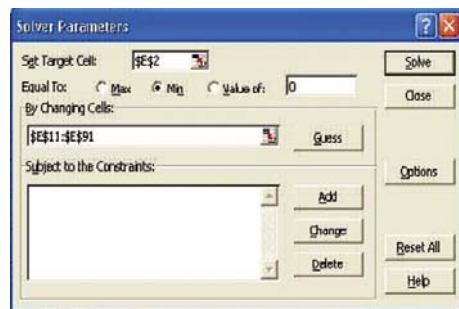 Solver Parameters
Set Target Cell: $E$2 Solve
Equal To: Max Min Value of: 0 Close
By Changing Cells:
$E$11:$E$91 Guess
Subject to the Constraints: Options
Add
Change Reset All
Delete Help